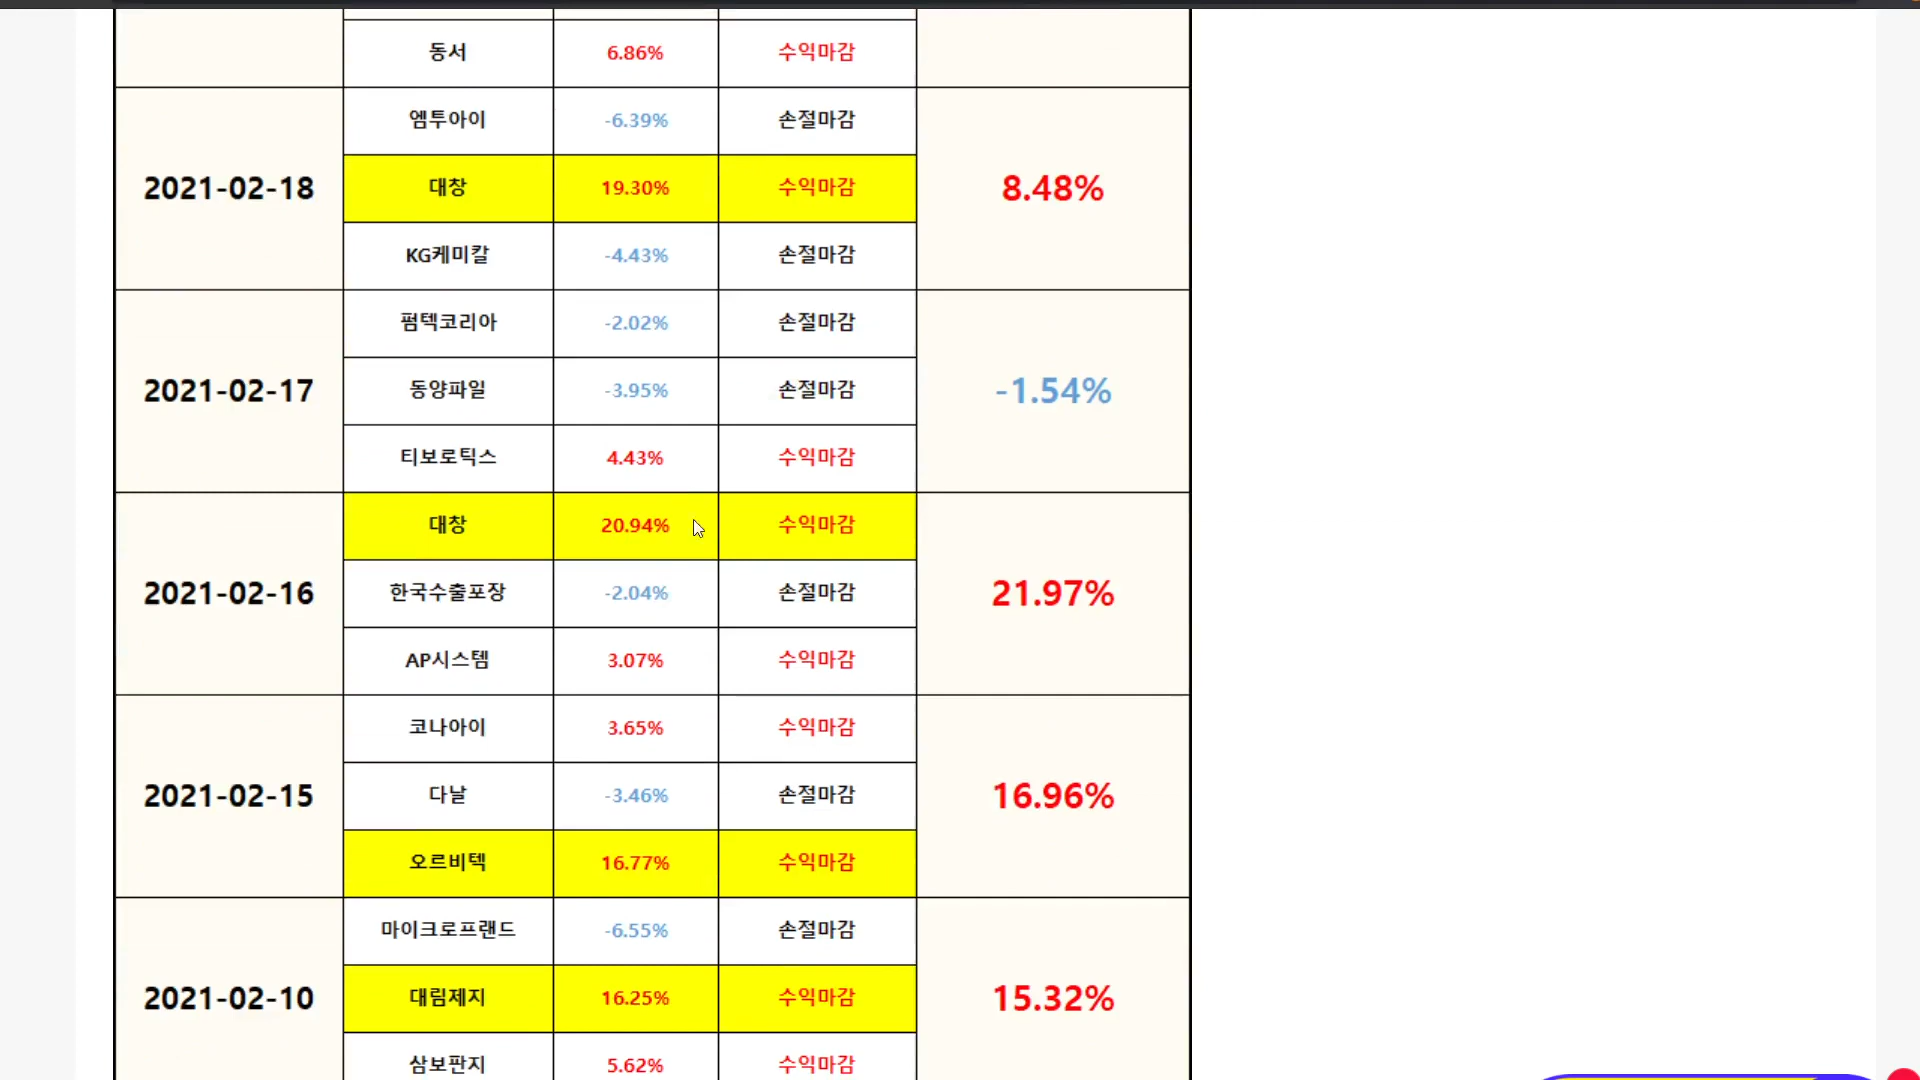 동서 6.86% 수익마감
엠투아이 -6.39% 손절마감
2021-02-18 대창 19.30% 수익마감 8.48%
KG케미칼 -4.43% 손절마감
펌텍코리아 -2.02% 손절마감
2021-02-17 동양파일 -3.95% 손절마감 -1.54%
티보로틱스 4.43% 수익마감
대창 20.94% 수익마감
2021-02-16 한국수출포장 -2.04% 손절마감 21.97%
AP시스템 3.07% 수익마감
코나아이 3.65% 수익마감
2021-02-15 다날 -3.46% 손절마감 16.96%
오르비텍 16.77% 수익마감
마이크로프랜드 -6.55% 손절마감
2021-02-10 대림제지 16.25% 수익마감 15.32%
삼보판지 5.62% 수익마감